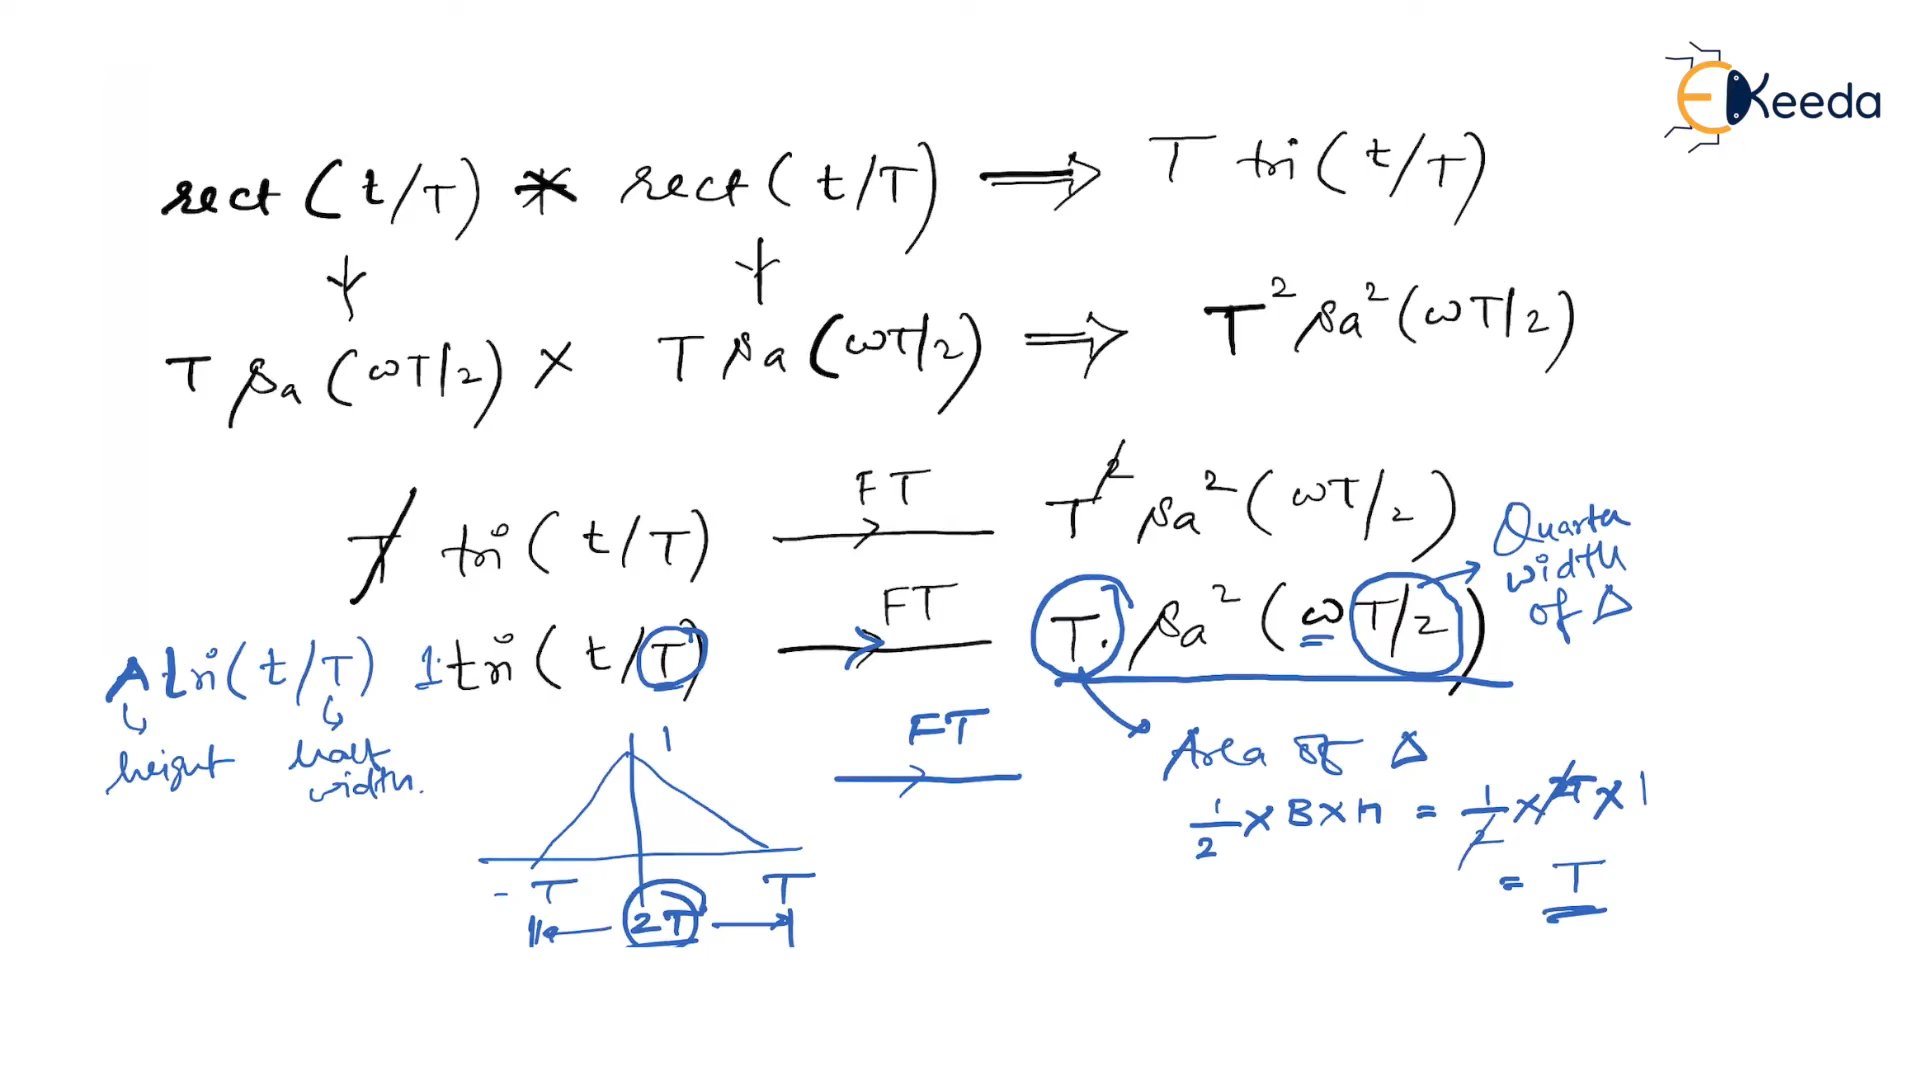 EKeeda
rect (t/T) * rect (t/T) ⟹ T tri (t/T)
T Sa (ωT/2) × T Sa (ωT/2) ⟹ T² Sa² (ωT/2)
T tri (t/T) FT T² Sa² (ωT/2)
Quarter
width
of Δ
A tri (t/T) 1. tri (t/T) FT T. Sa² (ωT/2)
height half
width.
1 FT
Area of Δ
1/2 × B × H = 1/2 × 2T × 1
= T
- T T
2T